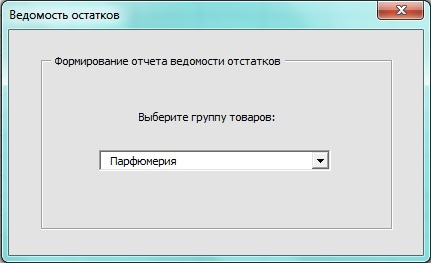 Ведомость остатков
Формирование отчета ведомости отстатков
Выберите группу товаров:
Парфюмерия